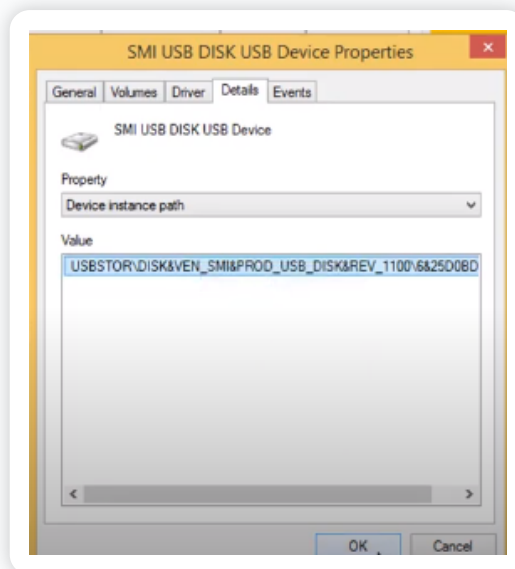 SMI USB DISK USB Device Properties
General Volumes Driver Details Events
SMI USB DISK USB Device
Property
Device instance path
Value
USBSTOR\DISK&VEN_SMI&PROD_USB_DISK&REV_1100\6&25D0BD
OK Cancel